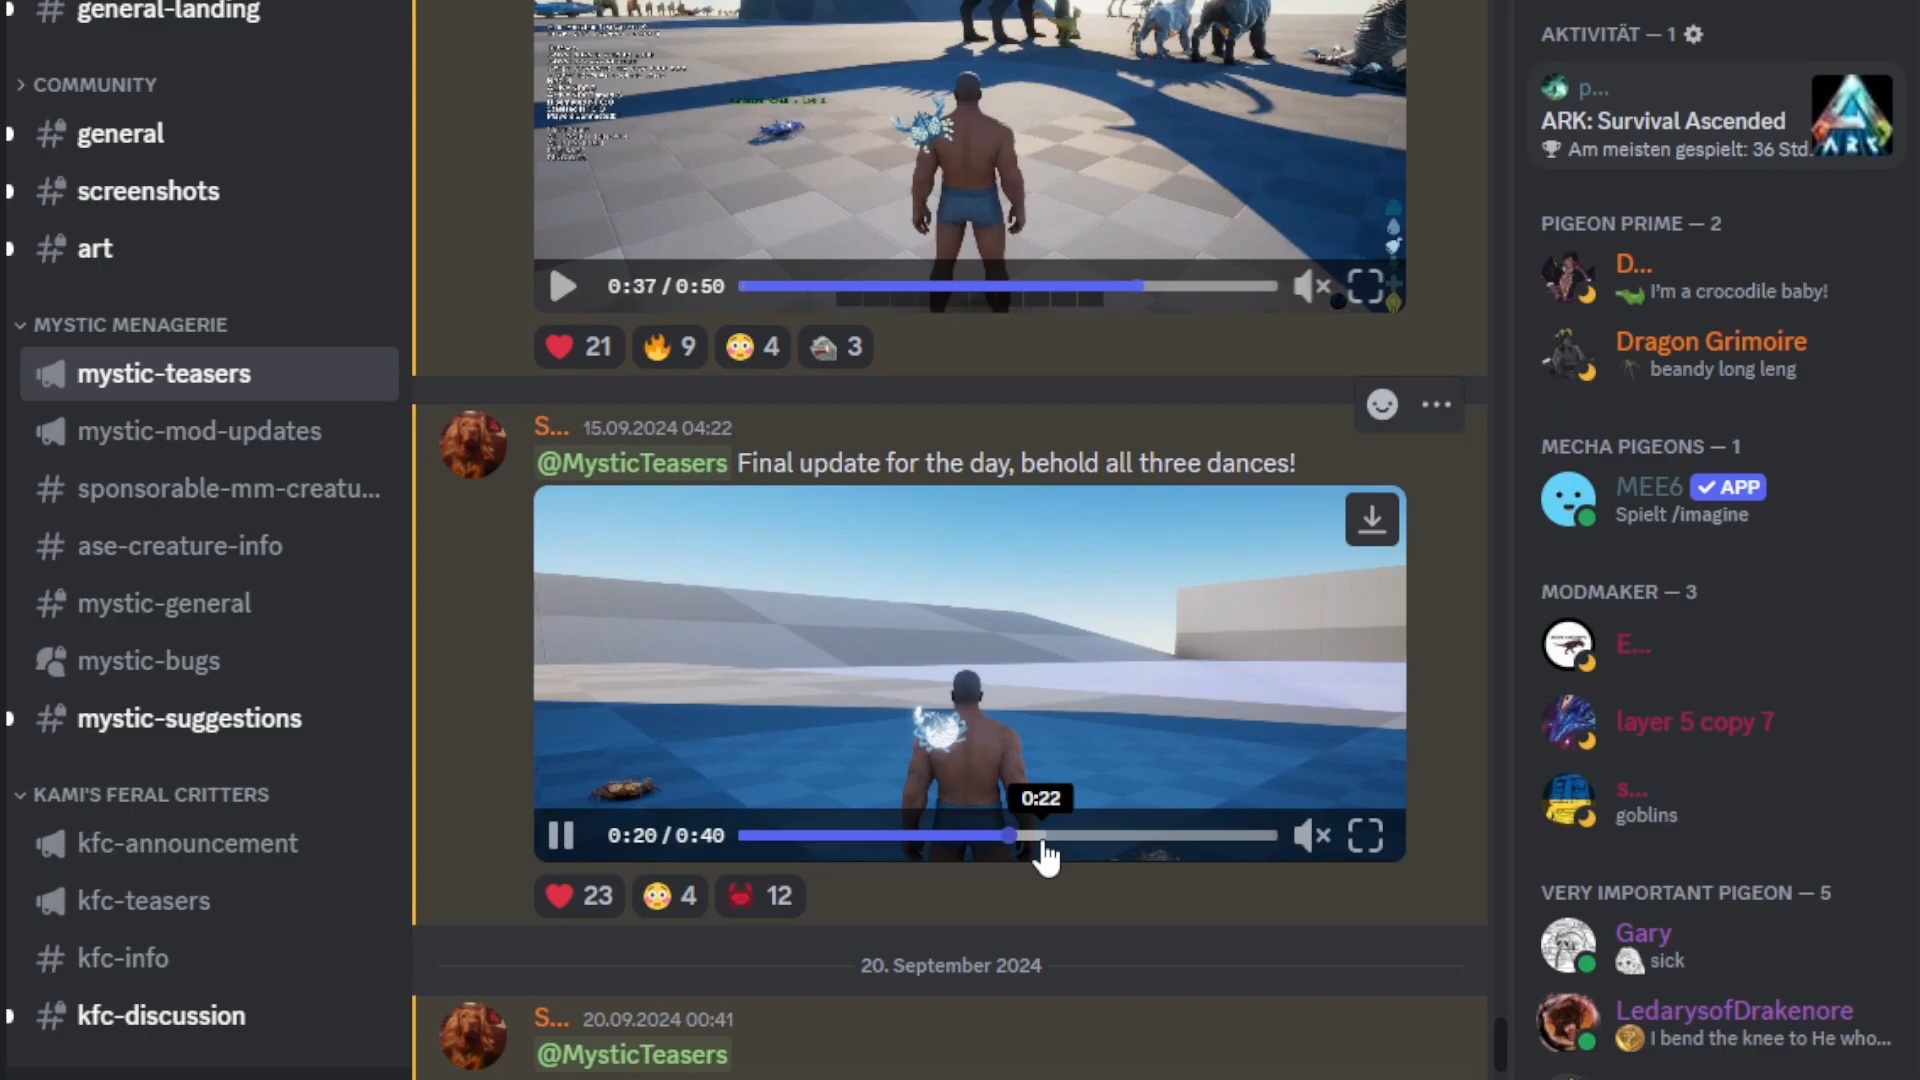 general-landing
COMMUNITY
general
screenshots
art
MYSTIC MENAGERIE
mystic-teasers
mystic-mod-updates
sponsorable-mm-creatu...
ase-creature-info
mystic-general
mystic-bugs
mystic-suggestions
KAMI'S FERAL CRITTERS
kfc-announcement
kfc-teasers
kfc-info
kfc-discussion
0:37 / 0:50
21
9
4
3
S... 15.09.2024 04:22
@MysticTeasers Final update for the day, behold all three dances!
0:22
0:20 / 0:40
23
4
12
20. September 2024
S... 20.09.2024 00:41
@MysticTeasers
AKTIVITÄT — 1
p...
ARK: Survival Ascended
Am meisten gespielt: 36 Std.
ARK
PIGEON PRIME — 2
D...
I'm a crocodile baby!
Dragon Grimoire
beandy long leng
MECHA PIGEONS — 1
MEE6 APP
Spielt /imagine
MODMAKER — 3
E...
layer 5 copy 7
s...
goblins
VERY IMPORTANT PIGEON — 5
Gary
sick
LedarysofDrakenore
I bend the knee to He who...